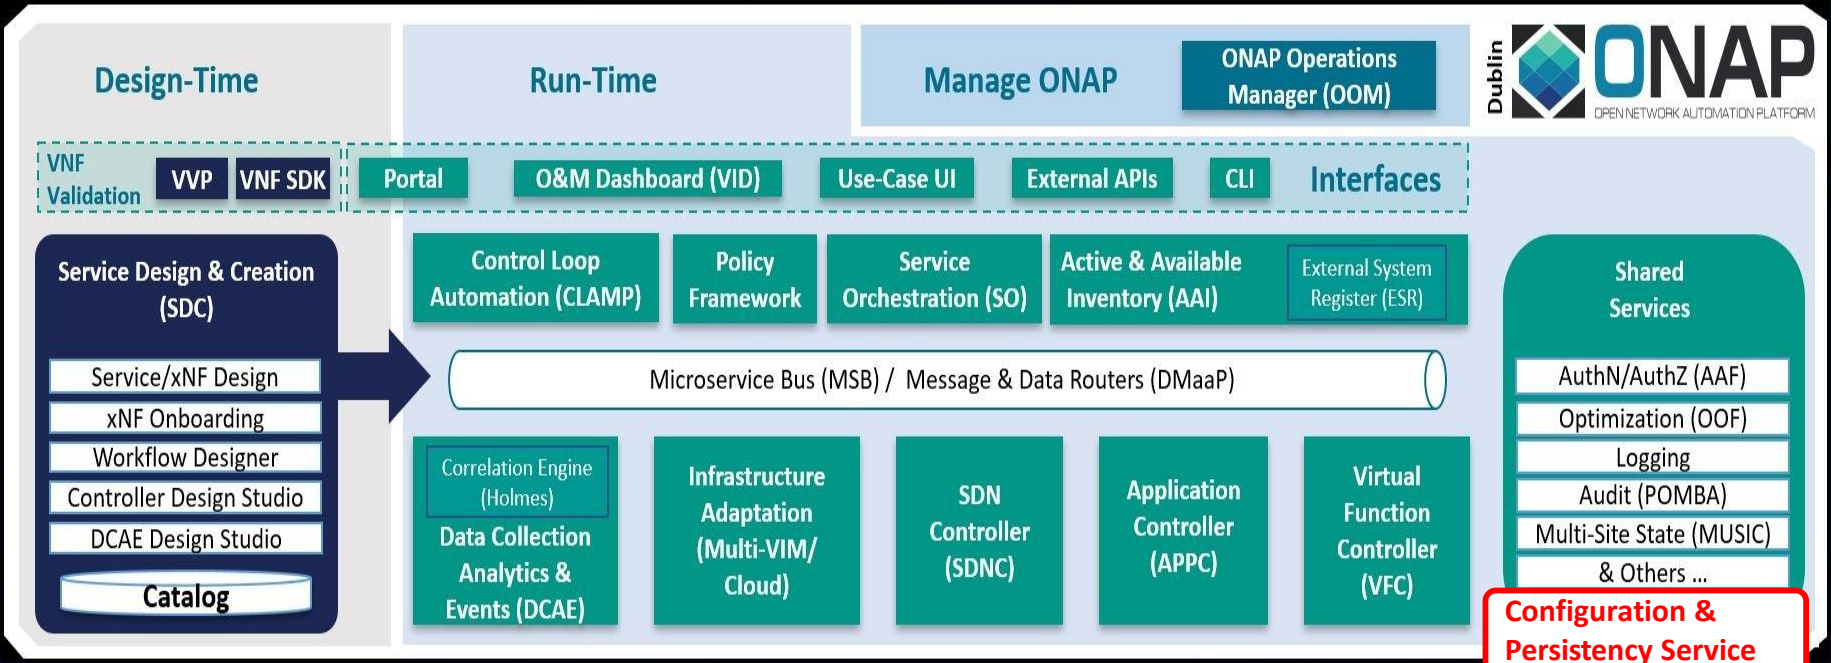 Design-Time
Run-Time
Manage ONAP
ONAP Operations
Manager (OOM)
Dublin
ONAP
OPEN NETWORK AUTOMATION PLATFORM
VNF
Validation
VVP
VNF SDK
Portal
O&M Dashboard (VID)
Use-Case UI
External APIs
CLI
Interfaces
Service Design & Creation
(SDC)
Service/xNF Design
xNF Onboarding
Workflow Designer
Controller Design Studio
DCAE Design Studio
Catalog
Control Loop
Automation (CLAMP)
Policy
Framework
Service
Orchestration (SO)
Active & Available
Inventory (AAI)
External System
Register (ESR)
Microservice Bus (MSB) / Message & Data Routers (DMaaP)
Correlation Engine
(Holmes)
Data Collection
Analytics &
Events (DCAE)
Infrastructure
Adaptation
(Multi-VIM/
Cloud)
SDN
Controller
(SDNC)
Application
Controller
(APPC)
Virtual
Function
Controller
(VFC)
Shared
Services
AuthN/AuthZ (AAF)
Optimization (OOF)
Logging
Audit (POMBA)
Multi-Site State (MUSIC)
& Others ...
Configuration &
Persistency Service